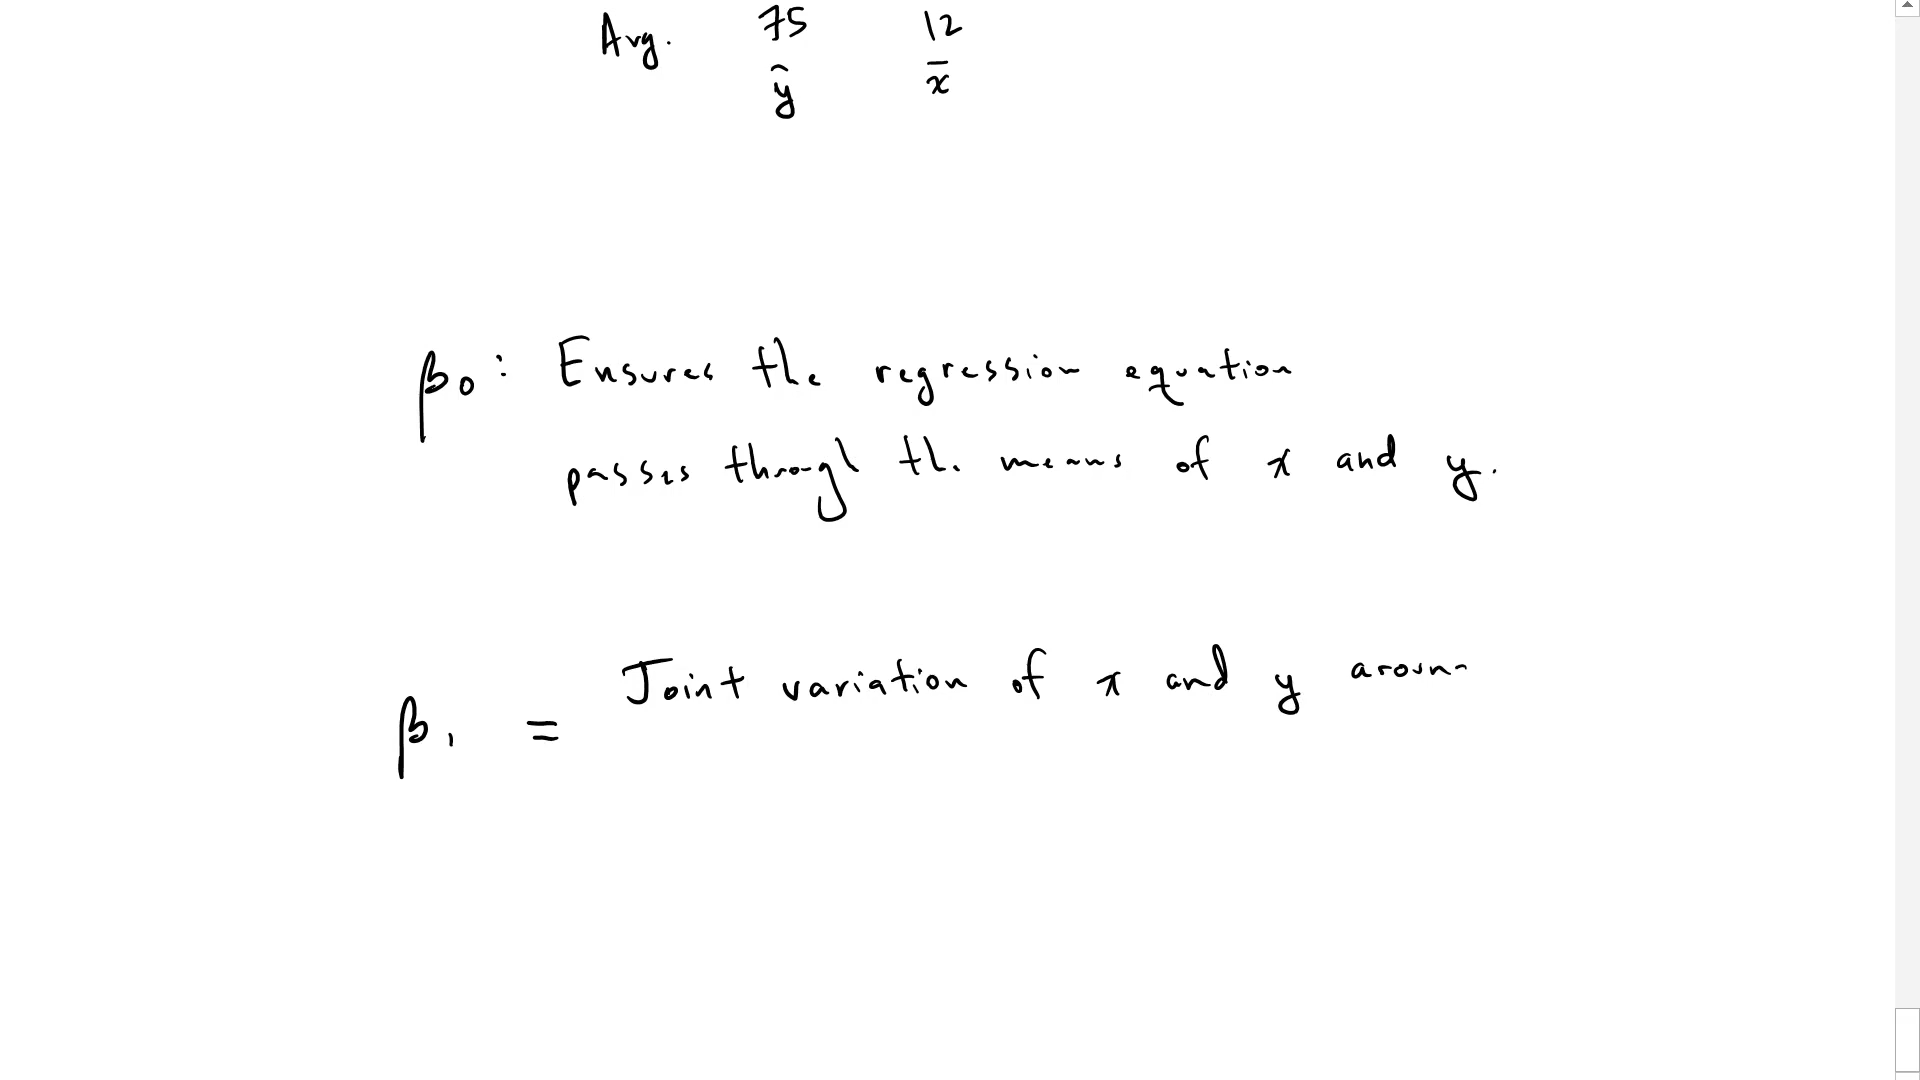 Avg. 75 12
ŷ x̄
β₀: Ensures the regression equation
passes through the means of x and y.
Joint variation of x and y aroun
β₁ =